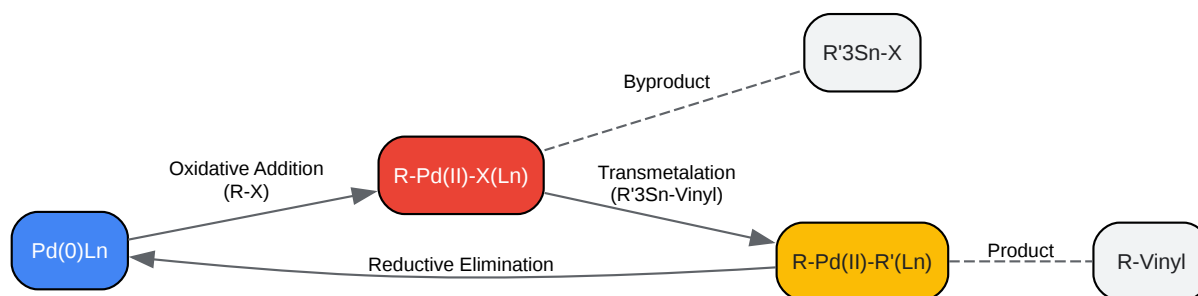 R'3Sn-X
Byproduct
Oxidative Addition
(R-X)
R-Pd(II)-X(Ln)
Transmetalation
(R'3Sn-Vinyl)
Pd(0)Ln
Reductive Elimination
R-Pd(II)-R'(Ln)
Product
R-Vinyl